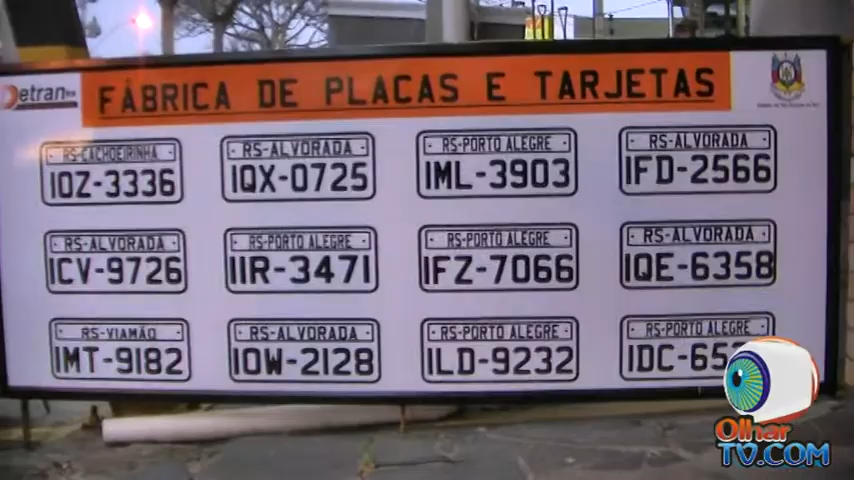 Detran RS
FÁBRICA DE PLACAS E TARJETAS
RS-CACHOEIRINHA
IOZ-3336
RS-ALVORADA
IQX-0725
RS-PORTO ALEGRE
IML-3903
RS-ALVORADA
IFD-2566
RS-ALVORADA
ICV-9726
RS-PORTO ALEGRE
IIR-3471
RS-PORTO ALEGRE
IFZ-7066
RS-ALVORADA
IQE-6358
RS-VIAMÃO
IMT-9182
RS-ALVORADA
IOW-2128
RS-PORTO ALEGRE
ILD-9232
RS-PORTO ALEGRE
IDC-65
Olhar
TV.COM